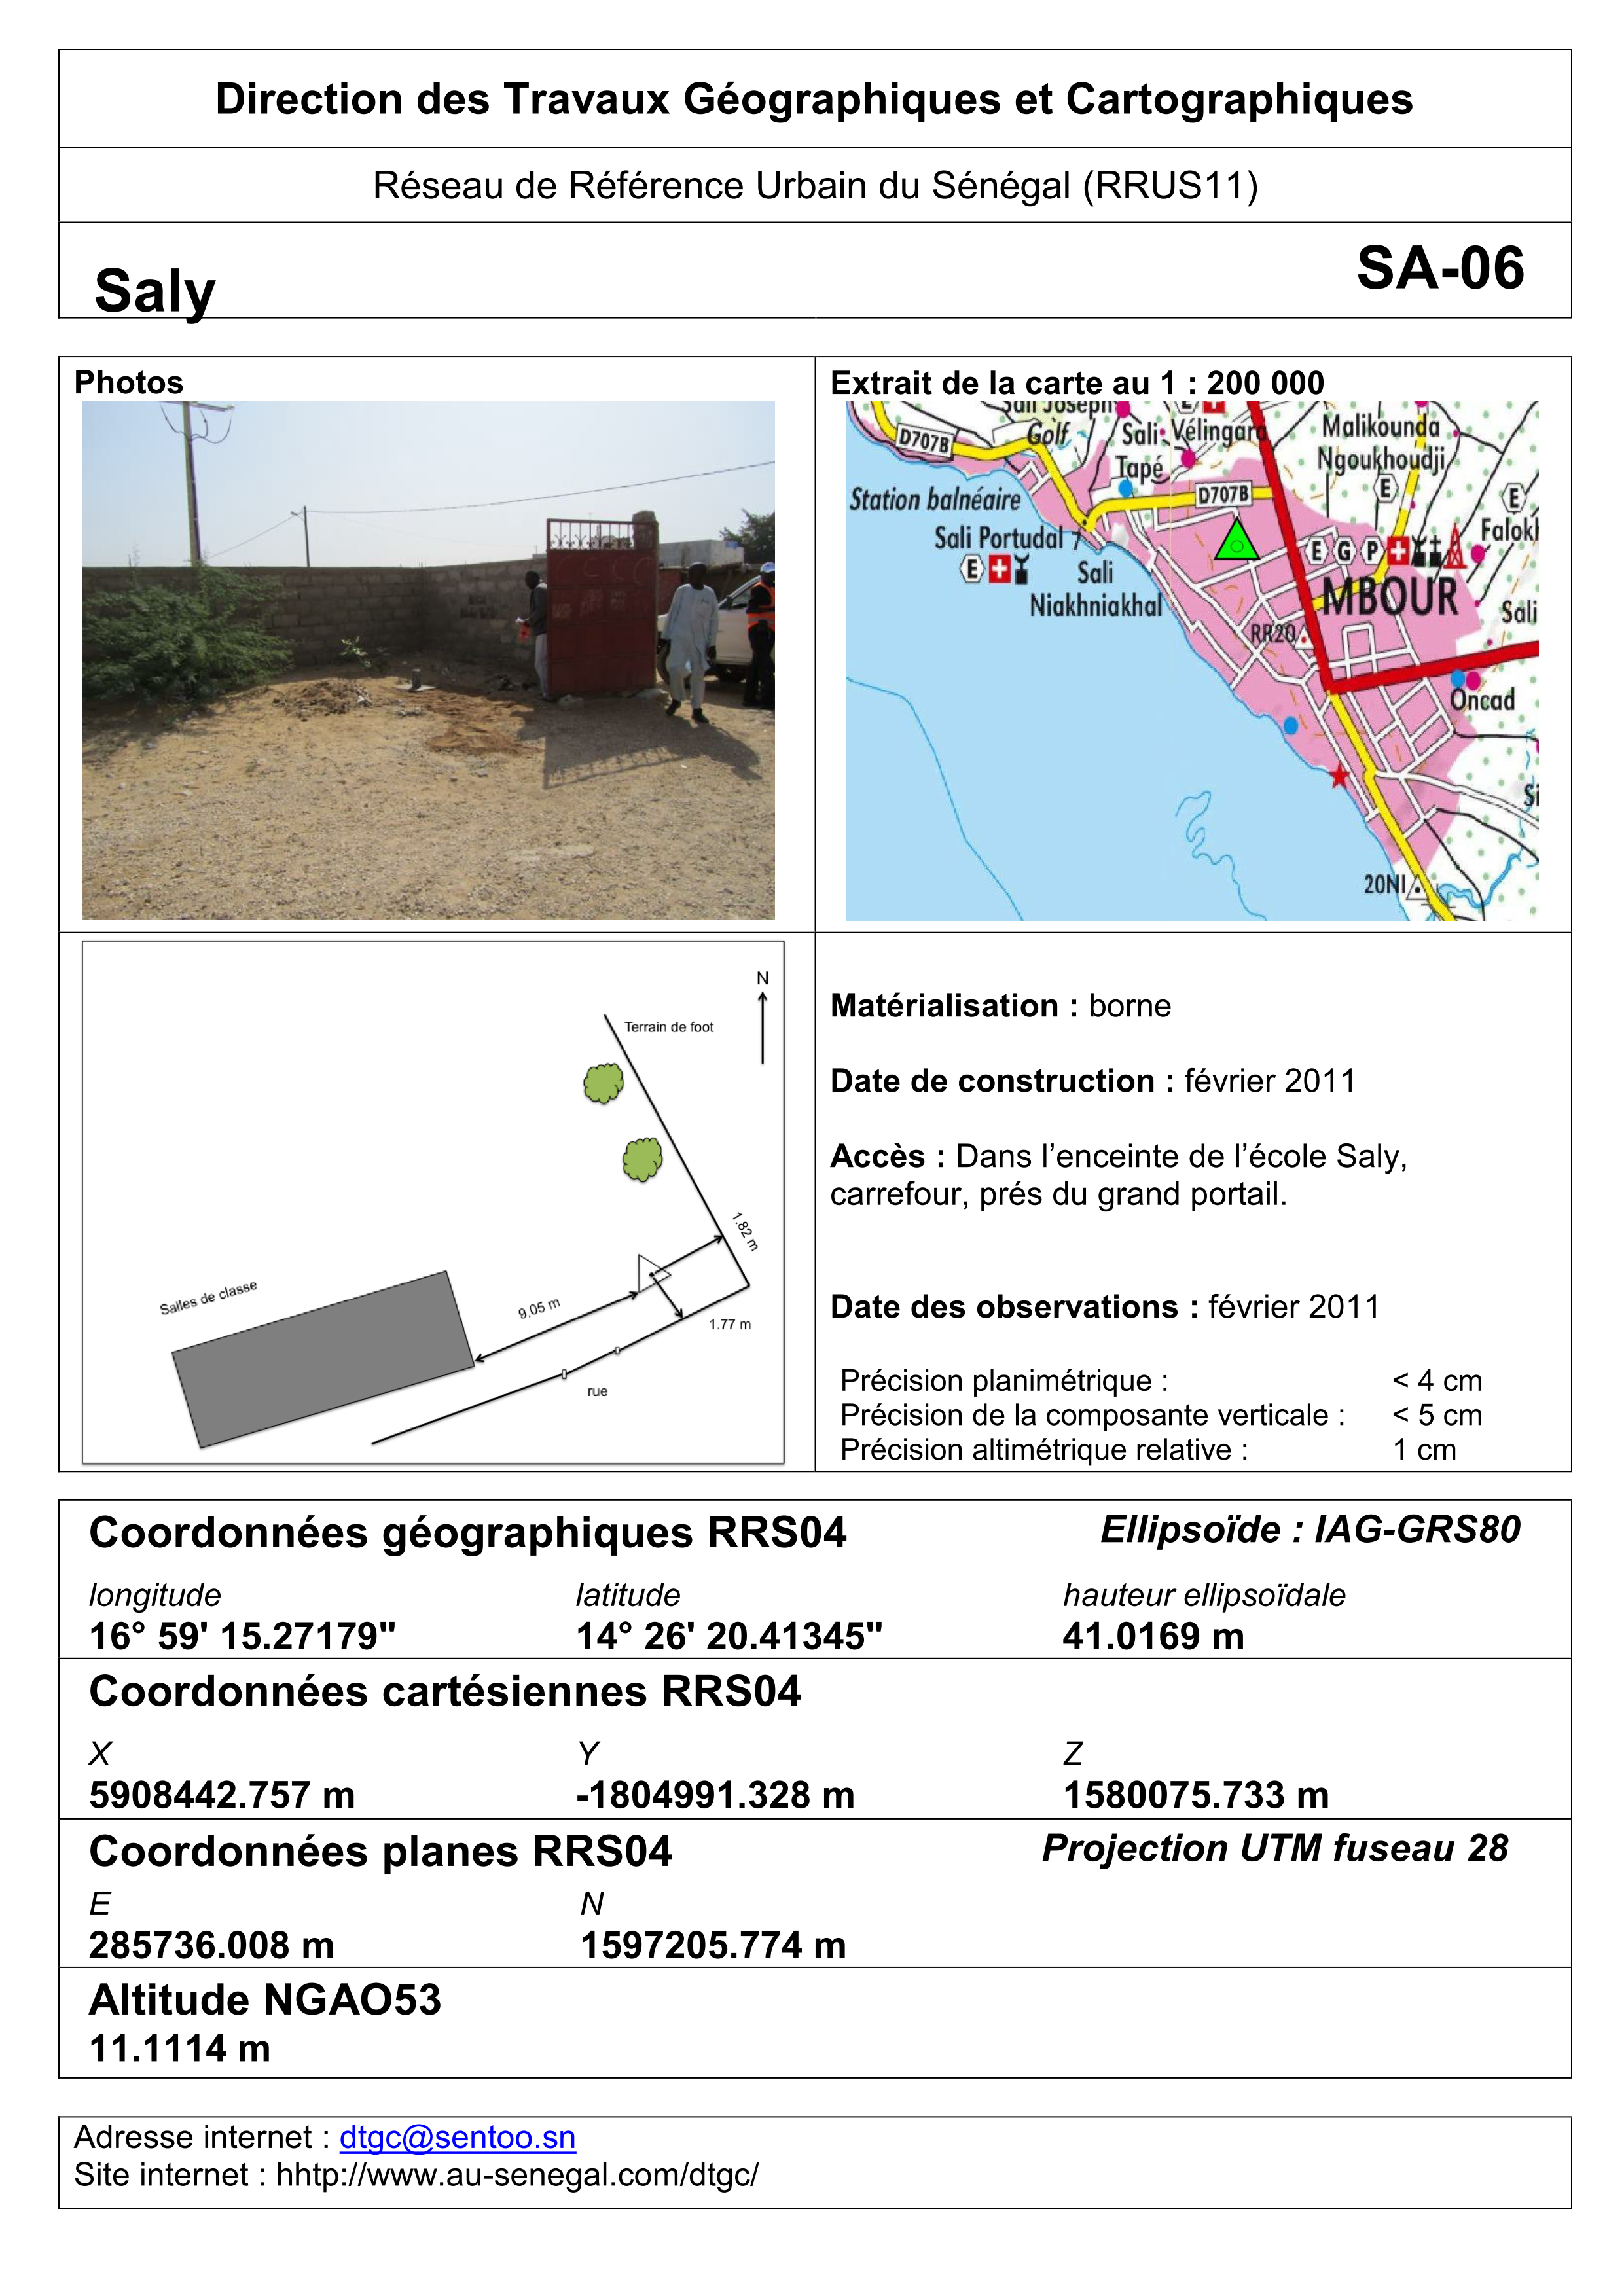 Direction des Travaux Géographiques et Cartographiques
Réseau de Référence Urbain du Sénégal (RRUS11)
Saly
SA-06
Photos
Extrait de la carte au 1 : 200 000
D707B
Golf
Sali Vélingara
Tapé
Malikounda
Ngoukhoudji
E
Station balnéaire
D707B
E
Sali Portudal
E G P
E
Sali
Niakhniakhal
MBOUR
RR20
Sali
Oncad
20NI
N
Terrain de foot
1.82 m
Salles de classe
9.05 m
1.77 m
rue
Matérialisation : borne
Date de construction : février 2011
Accès : Dans l’enceinte de l’école Saly,
carrefour, prés du grand portail.
Date des observations : février 2011
Précision planimétrique : < 4 cm
Précision de la composante verticale : < 5 cm
Précision altimétrique relative : 1 cm
Coordonnées géographiques RRS04
Ellipsoïde : IAG-GRS80
longitude latitude hauteur ellipsoïdale
16° 59' 15.27179" 14° 26' 20.41345" 41.0169 m
Coordonnées cartésiennes RRS04
X Y Z
5908442.757 m -1804991.328 m 1580075.733 m
Coordonnées planes RRS04
Projection UTM fuseau 28
E N
285736.008 m 1597205.774 m
Altitude NGAO53
11.1114 m
Adresse internet : dtgc@sentoo.sn
Site internet : hhtp://www.au-senegal.com/dtgc/